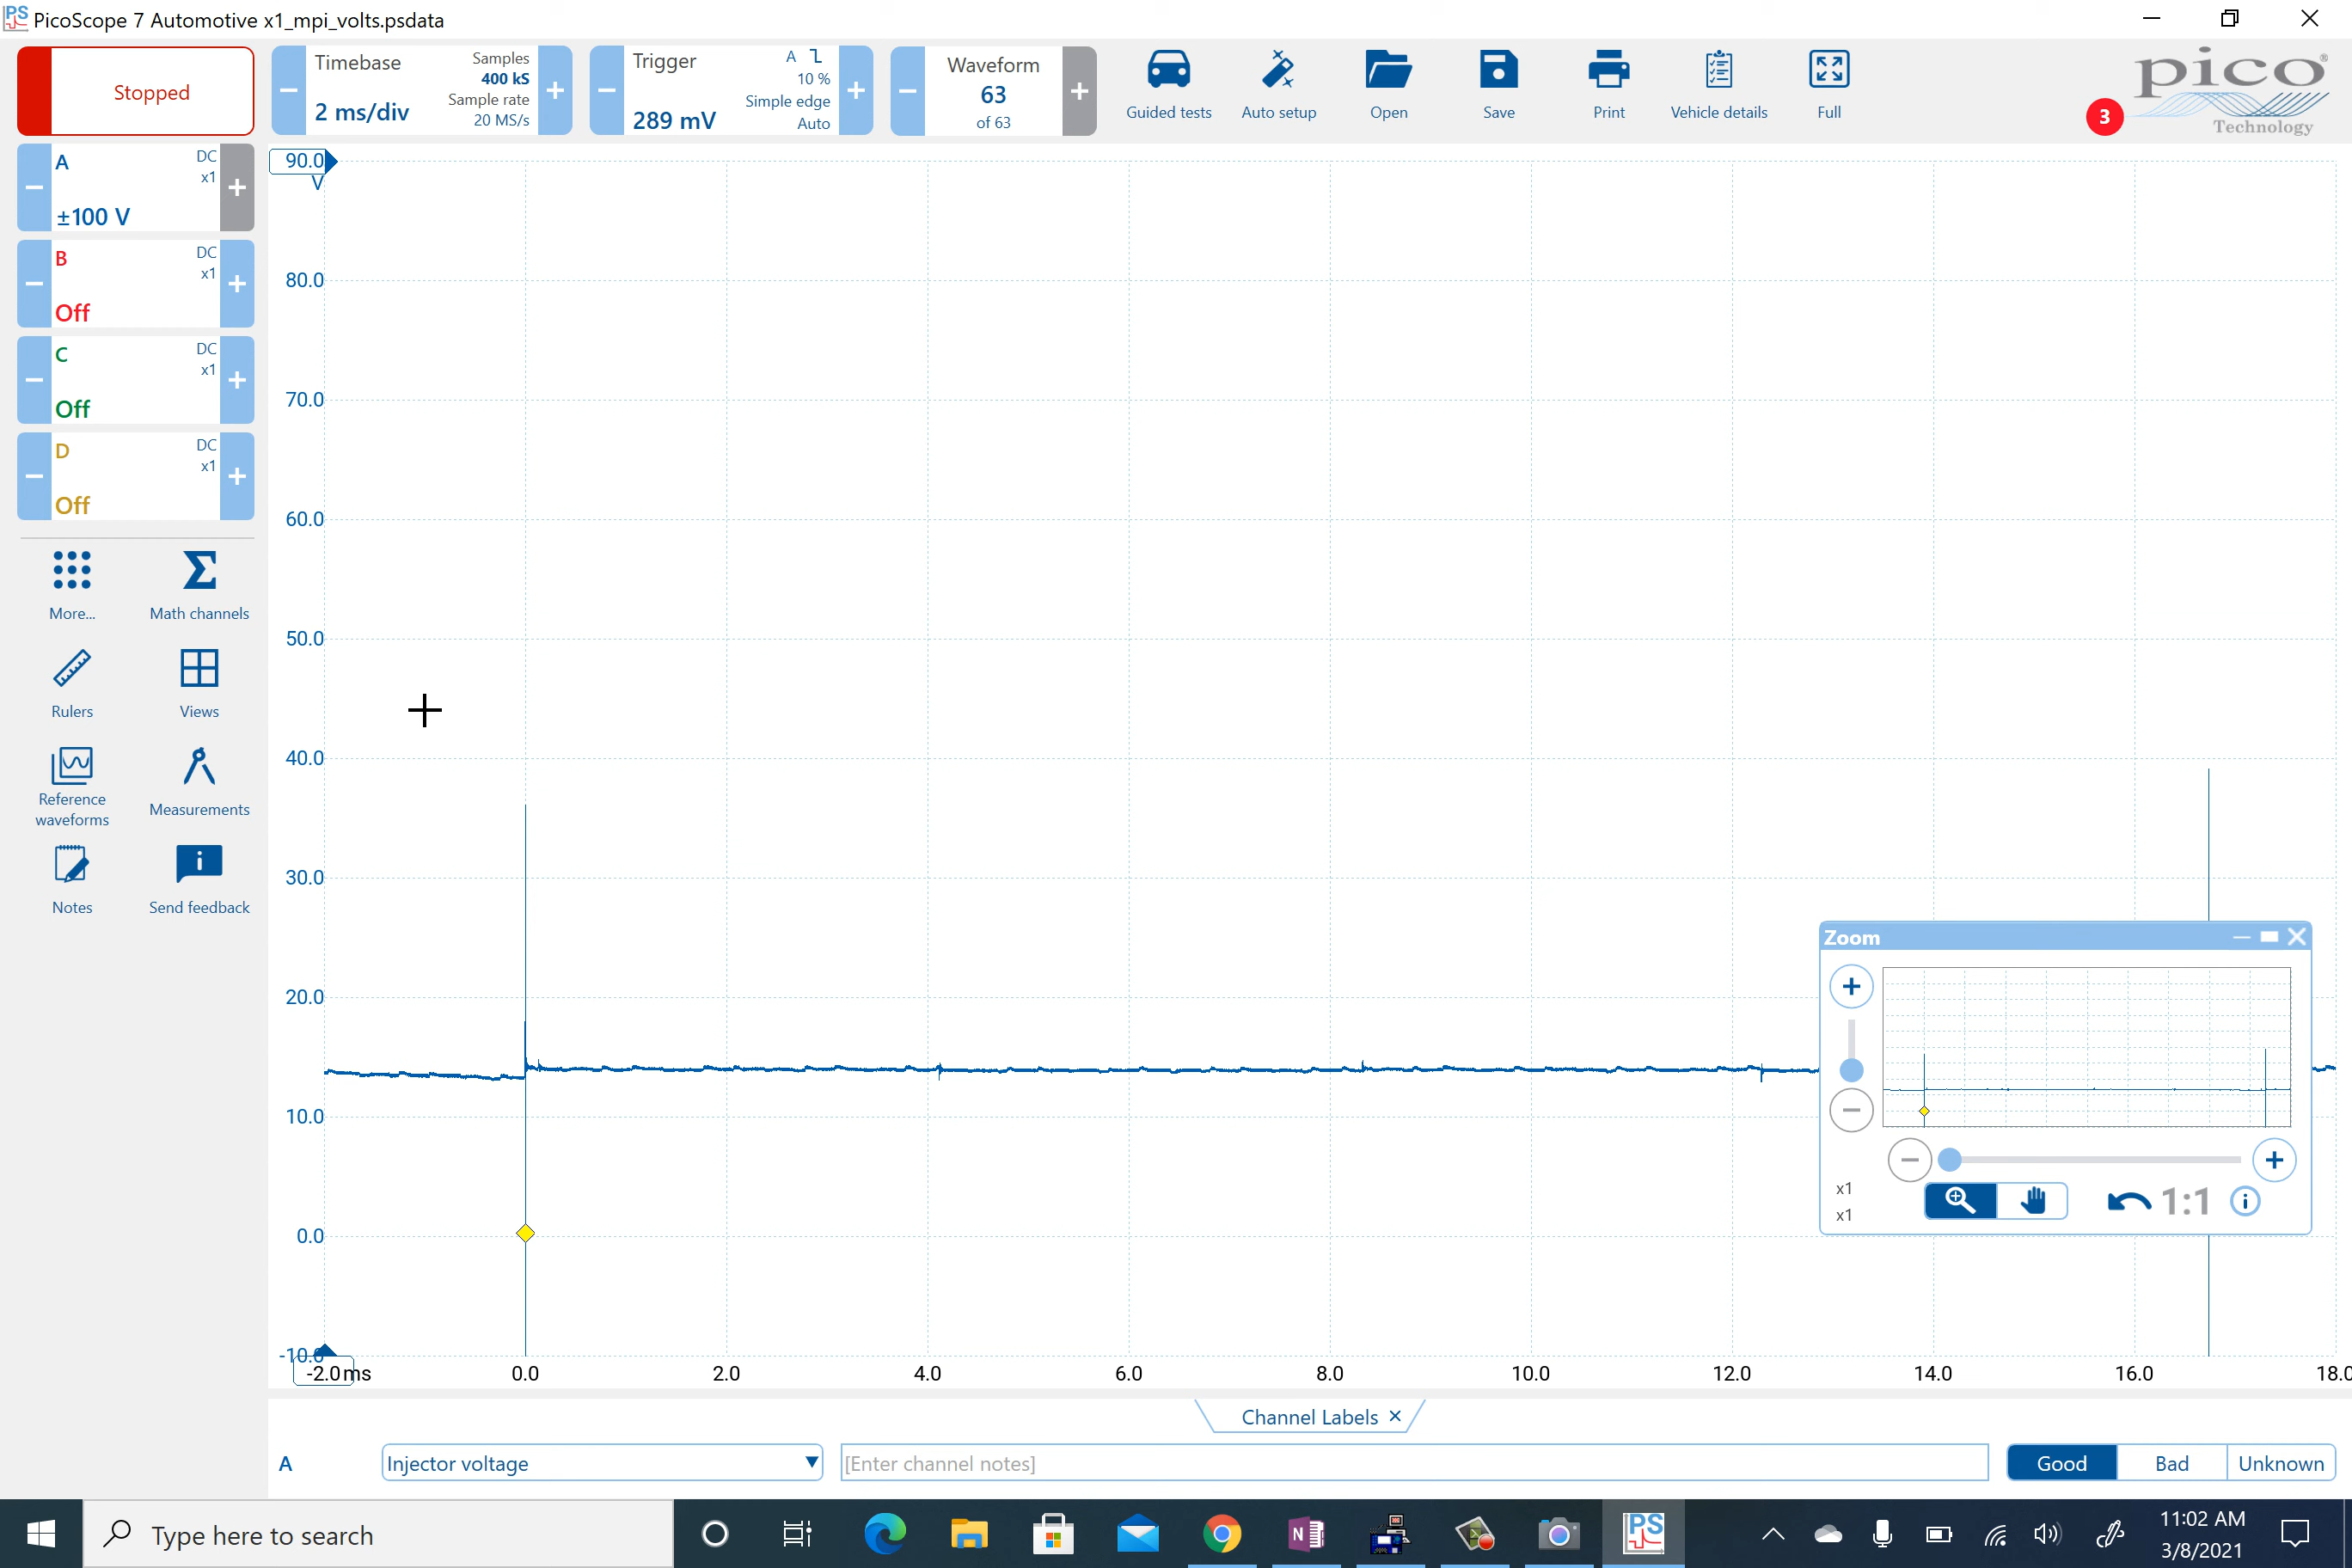 PicoScope 7 Automotive x1_mpi_volts.psdata
Stopped
Timebase
2 ms/div
Samples
400 kS
Sample rate
20 MS/s
Trigger
289 mV
A
10 %
Simple edge
Auto
Waveform
63
of 63
Guided tests
Auto setup
Open
Save
Print
Vehicle details
Full
3
pico
Technology
A
DC
x1
±100 V
B
DC
x1
Off
C
DC
x1
Off
D
DC
x1
Off
More...
Math channels
Rulers
Views
Reference
waveforms
Measurements
Notes
Send feedback
90.0
V
80.0
70.0
60.0
50.0
40.0
30.0
20.0
10.0
0.0
-10.0
-2.0 ms
0.0
2.0
4.0
6.0
8.0
10.0
12.0
14.0
16.0
18.0
Zoom
x1
x1
1:1
Channel Labels
A
Injector voltage
[Enter channel notes]
Good
Bad
Unknown
Type here to search
11:02 AM
3/8/2021